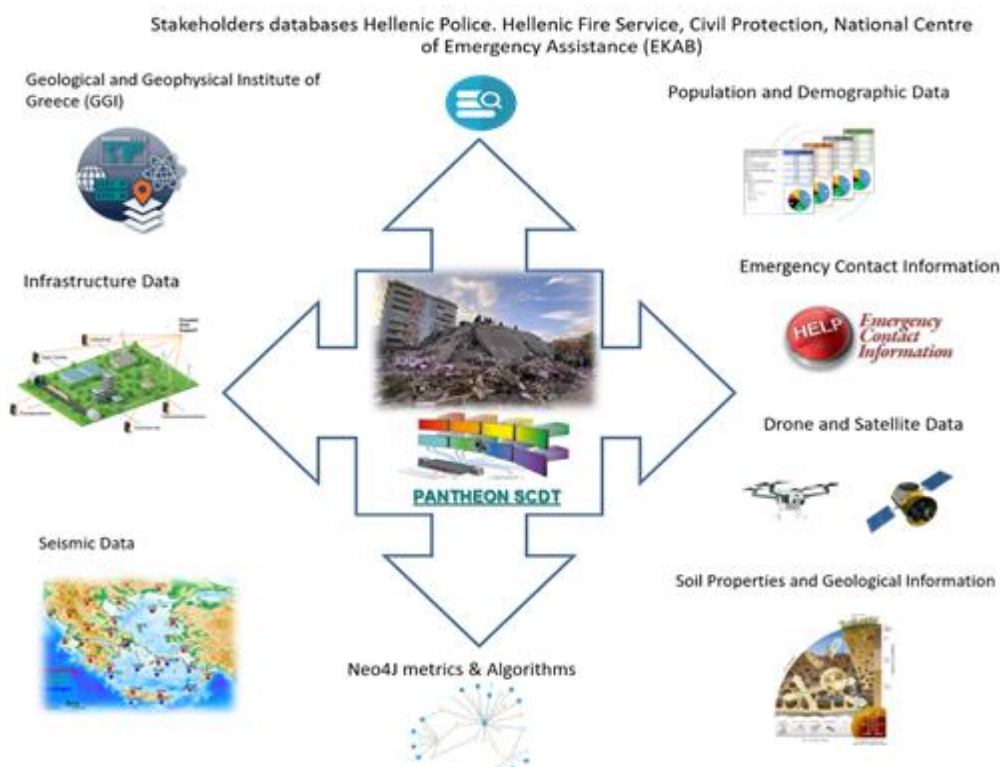 Stakeholders databases Hellenic Police. Hellenic Fire Service, Civil Protection, National Centre
of Emergency Assistance (EKAB)
Geological and Geophysical Institute of
Greece (GGI)
Population and Demographic Data
Infrastructure Data
Emergency Contact Information
HELP
Emergency
Contact
Information
Drone and Satellite Data
PANTHEON SCDT
Seismic Data
Soil Properties and Geological Information
Neo4J metrics & Algorithms